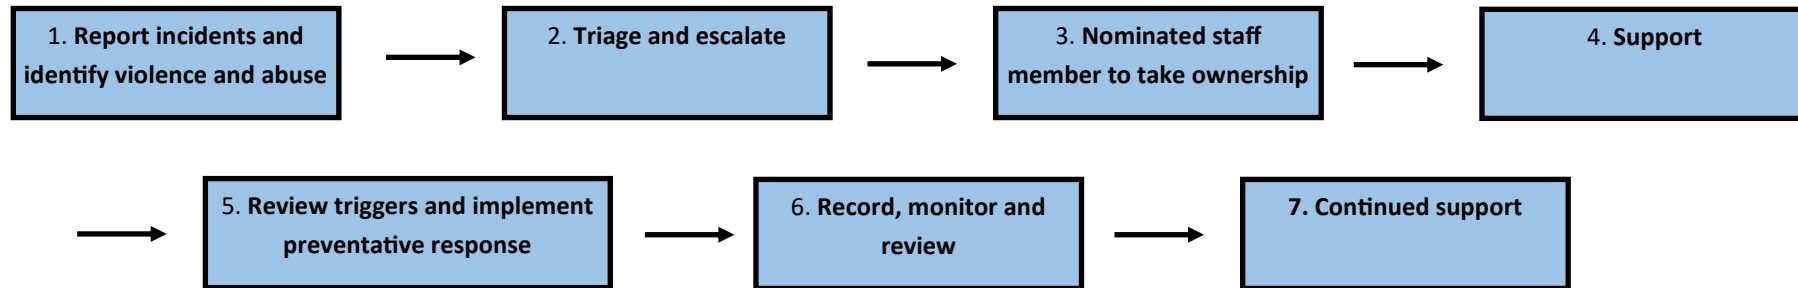 1. Report incidents and
identify violence and abuse
2. Triage and escalate
3. Nominated staff
member to take ownership
4. Support
5. Review triggers and implement
preventative response
6. Record, monitor and
review
7. Continued support